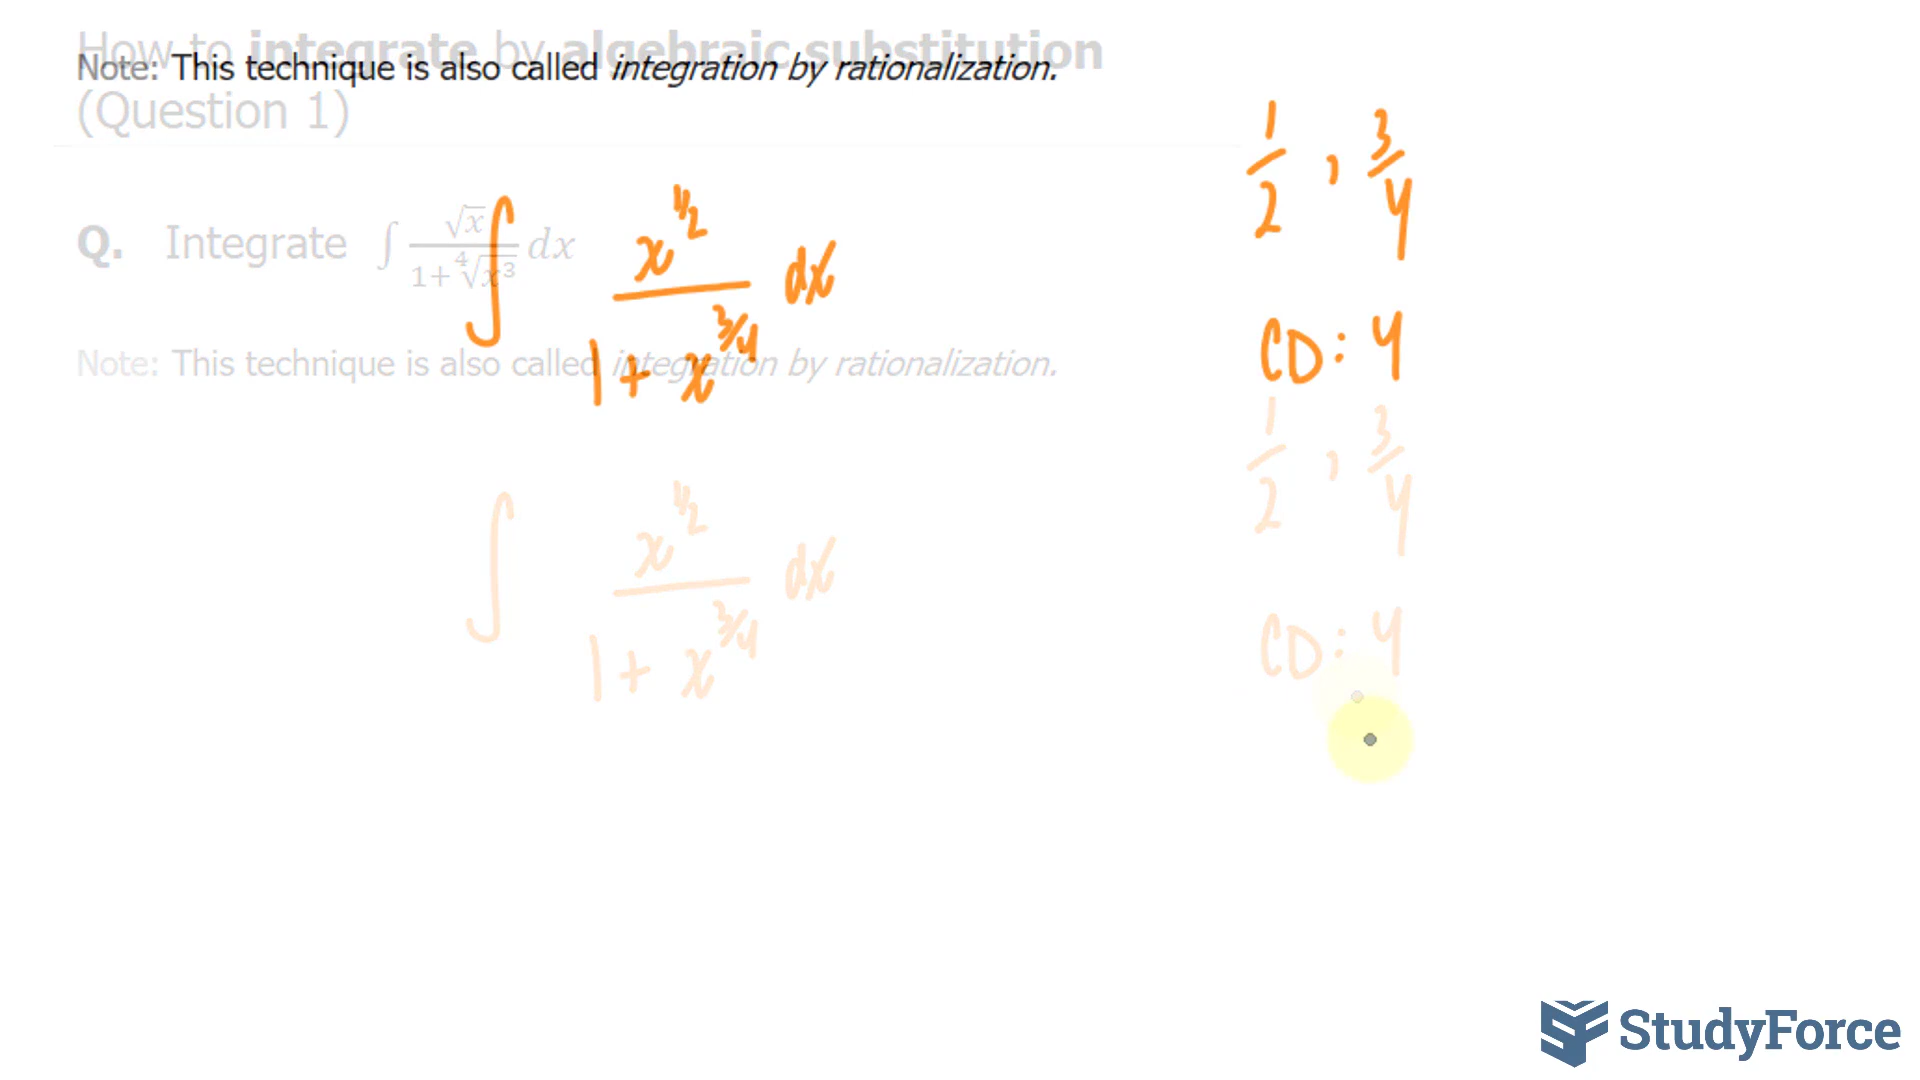 How to integrate by algebraic substitution
Note: This technique is also called integration by rationalization.
(Question 1)
1/2 , 3/4
Q. Integrate ∫ √x / (1+ ∜x³) dx
∫ x^1/2 / (1 + x^3/4) dx
CD: 4
Note: This technique is also called integration by rationalization.
1/2 , 3/4
∫ x^1/2 / (1 + x^3/4) dx
CD: 4
StudyForce